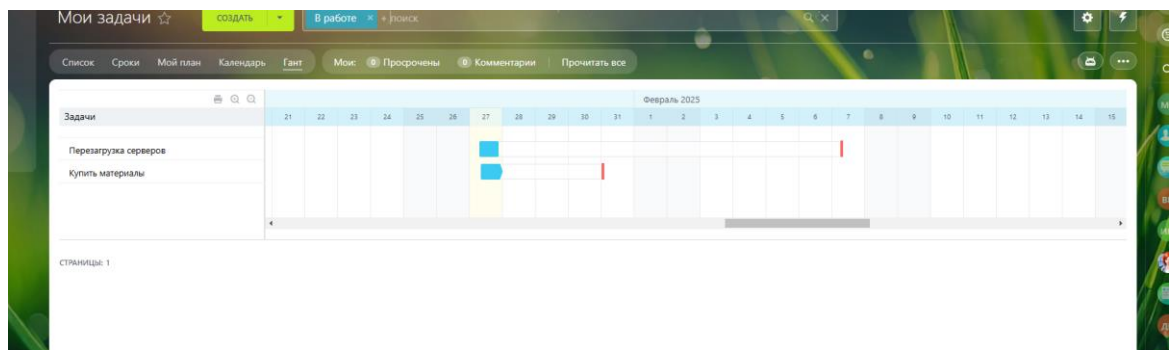 Мои задачи
СОЗДАТЬ
В работе × + поиск
Список Сроки Мой план Календарь Гант Мои: 0 Просрочены 0 Комментарии Прочитать все
Февраль 2025
Задачи 21 22 23 24 25 26 27 28 29 30 31 1 2 3 4 5 6 7 8 9 10 11 12 13 14 15
Перезагрузка серверов
Купить материалы
СТРАНИЦЫ: 1